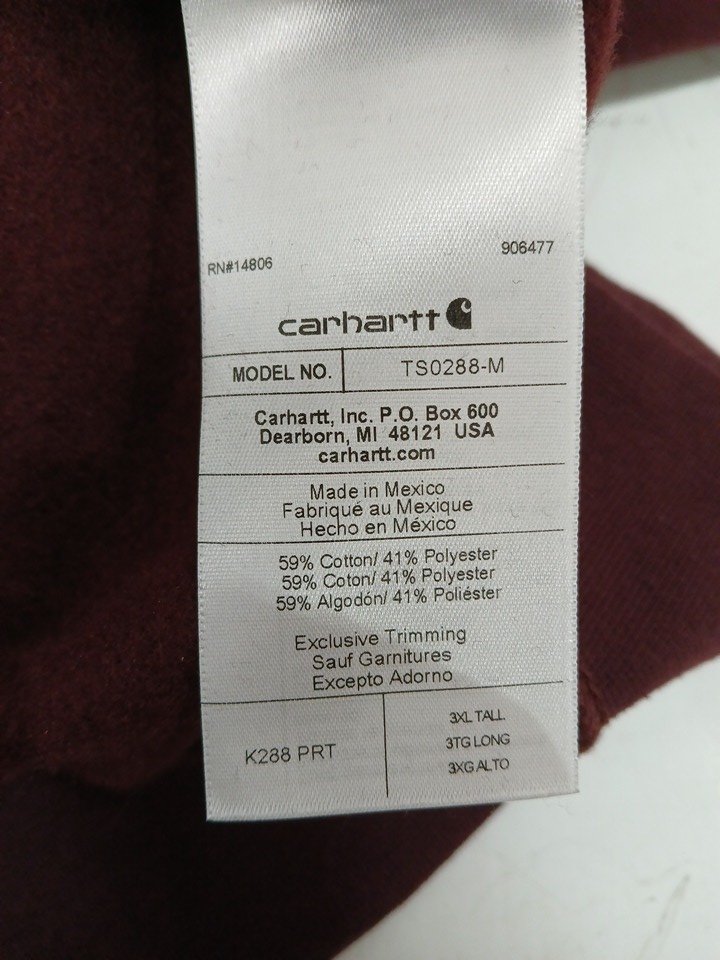 RN#14806
906477
carhartt
MODEL NO. TS0288-M
Carhartt, Inc. P.O. Box 600
Dearborn, MI 48121 USA
carhartt.com
Made in Mexico
Fabriqué au Mexique
Hecho en México
59% Cotton/ 41% Polyester
59% Coton/ 41% Polyester
59% Algodón/ 41% Poliéster
Exclusive Trimming
Sauf Garnitures
Excepto Adorno
K288 PRT
3XL TALL
3TG LONG
3XG ALTO